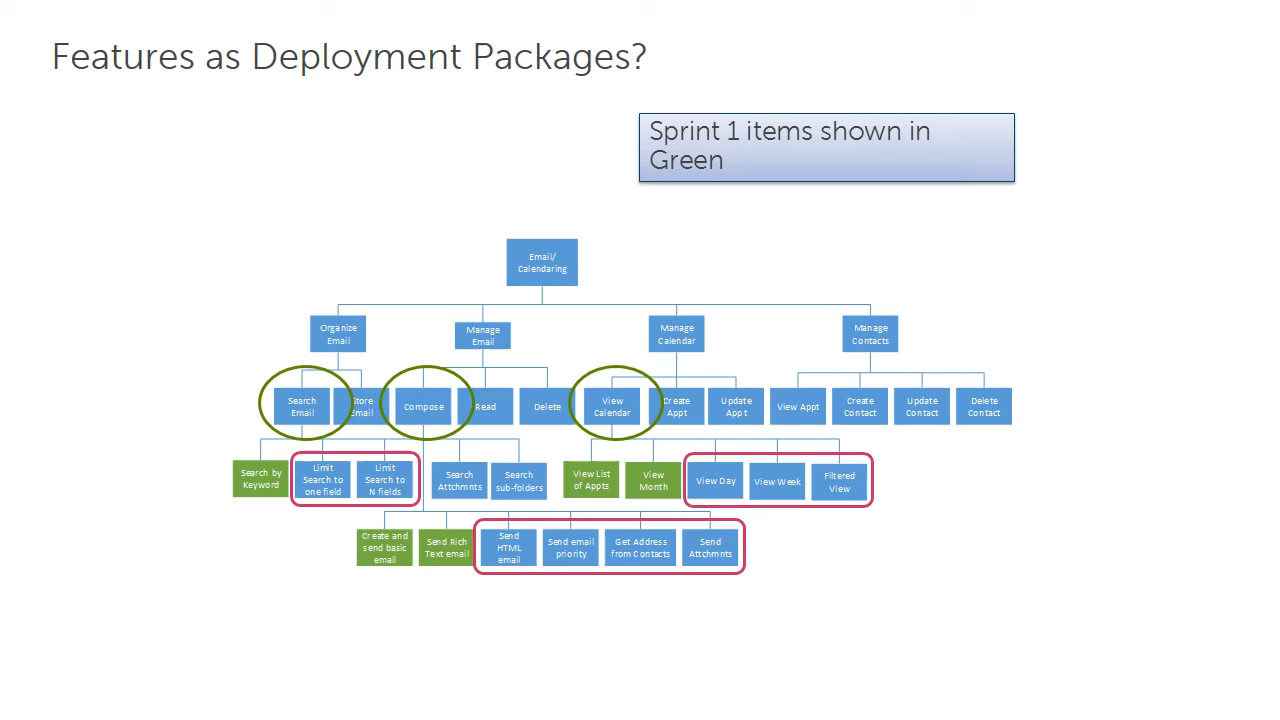 Features as Deployment Packages?
Sprint 1 items shown in
Green
Email/
Calendaring
Organize
Email
Manage
Email
Manage
Calendar
Manage
Contacts
Search
Email
Store
Email
Compose
Read
Delete
View
Calendar
Create
Appt
Update
Appt
View Appt
Create
Contact
Update
Contact
Delete
Contact
Search by
Keyword
Limit
Search to
one field
Limit
Search to
N fields
Search
Attchmnts
Search
sub-folders
View List
of Appts
View
Month
View Day
View Week
Filtered
View
Create and
send basic
email
Send Rich
Text email
Send
HTML
email
Send email
priority
Get Address
from Contacts
Send
Attchmnts